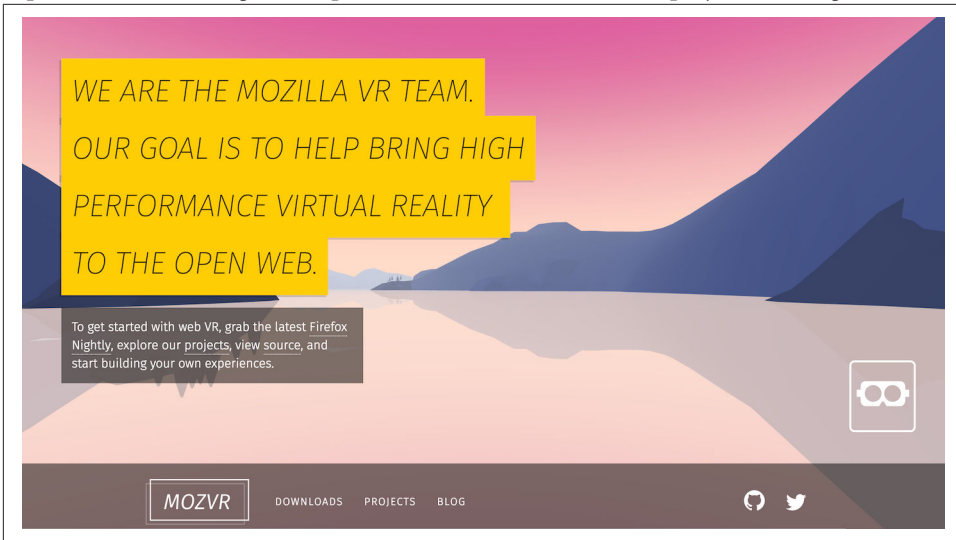 WE ARE THE MOZILLA VR TEAM.
OUR GOAL IS TO HELP BRING HIGH
PERFORMANCE VIRTUAL REALITY
TO THE OPEN WEB.
To get started with web VR, grab the latest Firefox
Nightly, explore our projects, view source, and
start building your own experiences.
MOZVR DOWNLOADS PROJECTS BLOG